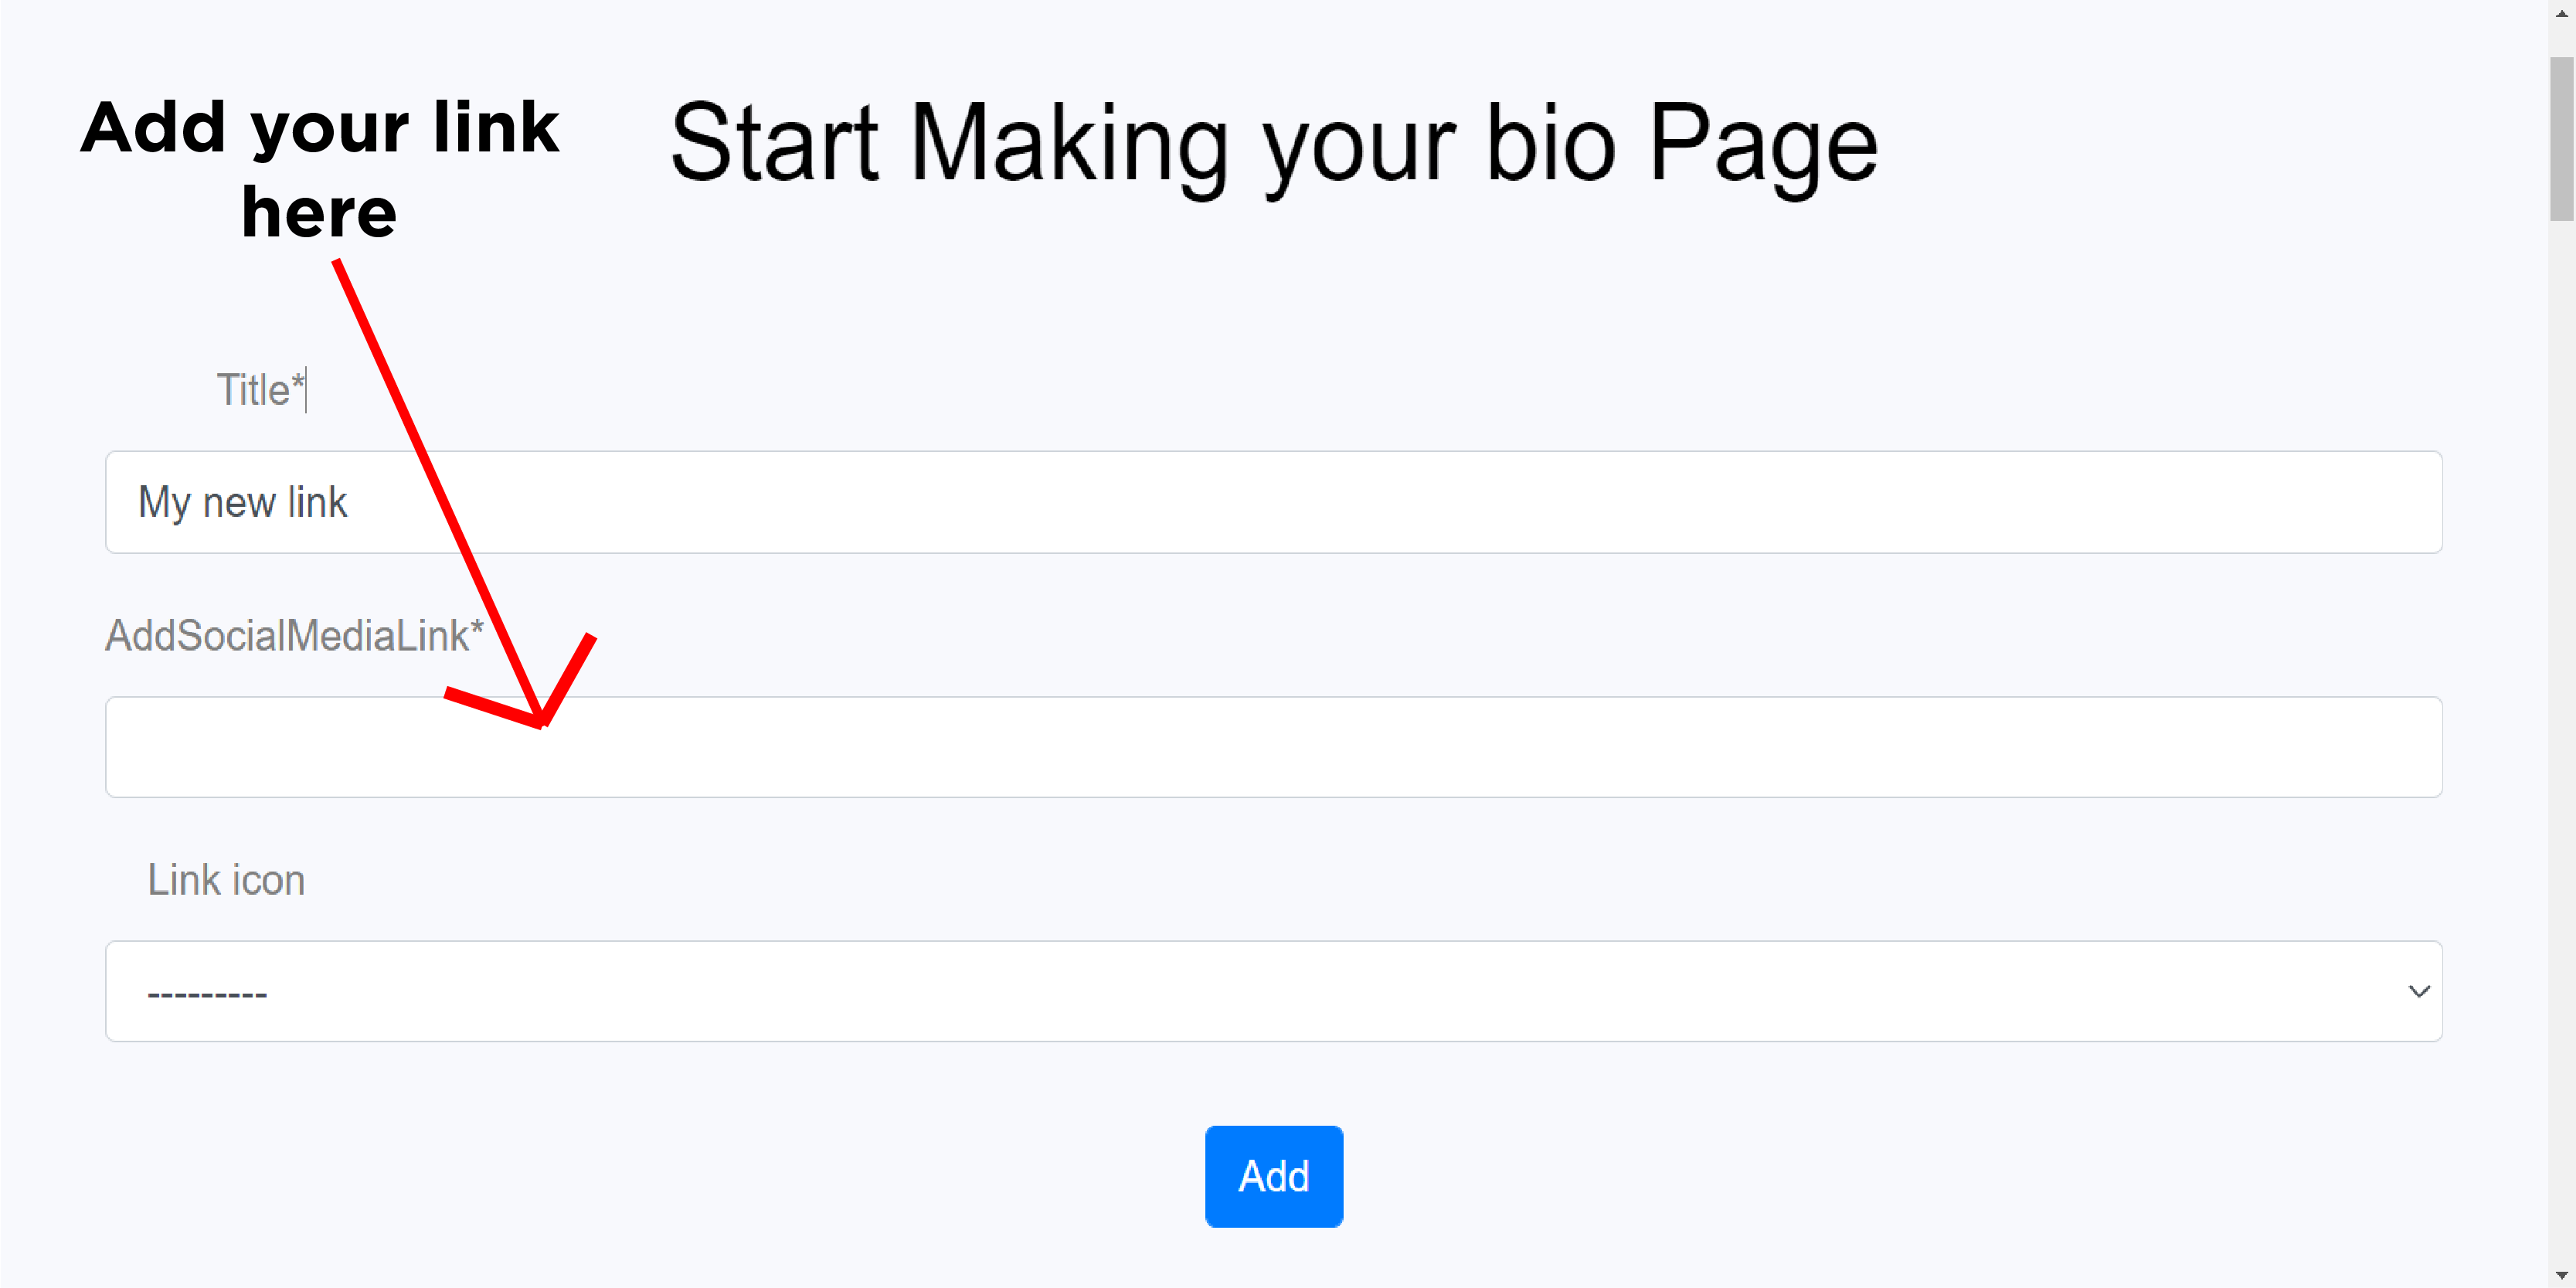 Add your link
here
Start Making your bio Page
Title*
My new link
AddSocialMediaLink*
Link icon
---------
Add